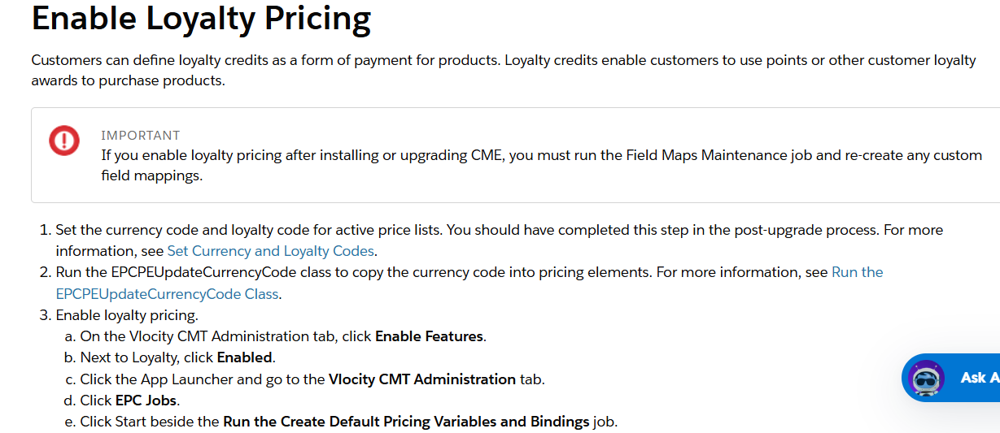 Enable Loyalty Pricing
Customers can define loyalty credits as a form of payment for products. Loyalty credits enable customers to use points or other customer loyalty
awards to purchase products.
IMPORTANT
If you enable loyalty pricing after installing or upgrading CME, you must run the Field Maps Maintenance job and re-create any custom
field mappings.
1. Set the currency code and loyalty code for active price lists. You should have completed this step in the post-upgrade process. For more
information, see Set Currency and Loyalty Codes.
2. Run the EPCPEUpdateCurrencyCode class to copy the currency code into pricing elements. For more information, see Run the
EPCPEUpdateCurrencyCode Class.
3. Enable loyalty pricing.
a. On the Vlocity CMT Administration tab, click Enable Features.
b. Next to Loyalty, click Enabled.
c. Click the App Launcher and go to the Vlocity CMT Administration tab.
Ask A
d. Click EPC Jobs.
e. Click Start beside the Run the Create Default Pricing Variables and Bindings job.